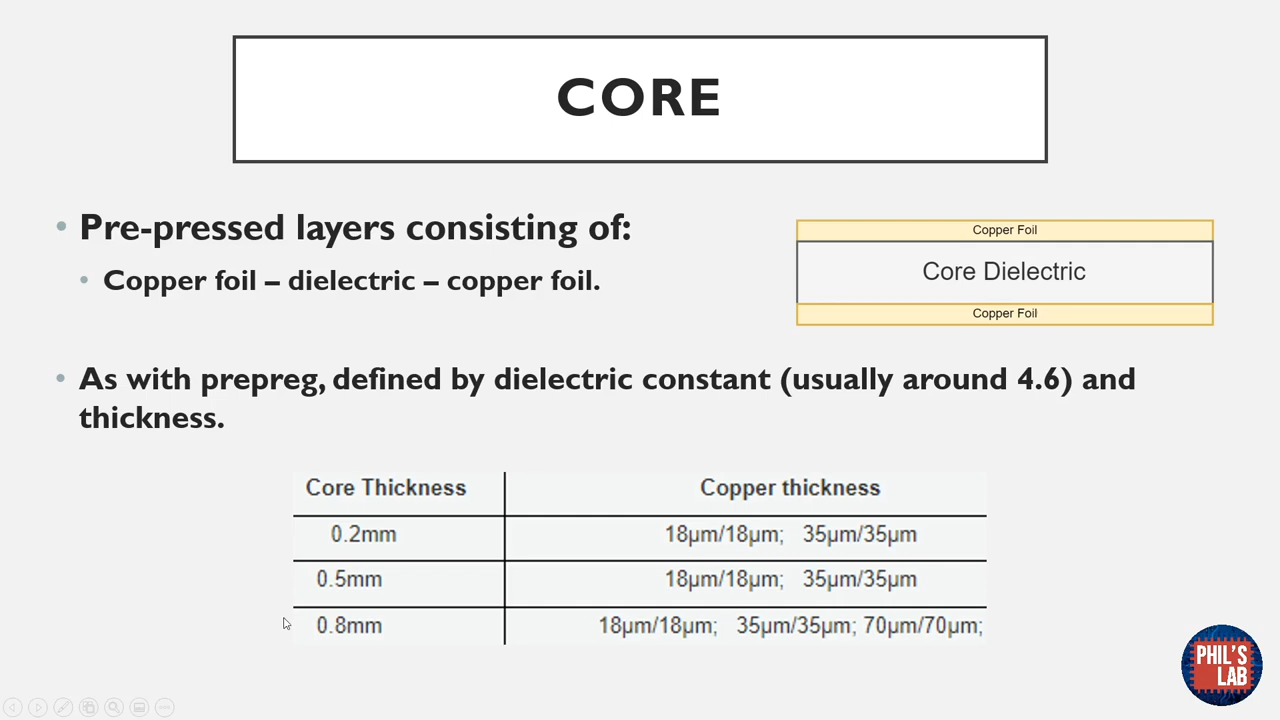 CORE
• Pre-pressed layers consisting of:
• Copper foil – dielectric – copper foil.
Copper Foil
Core Dielectric
Copper Foil
• As with prepreg, defined by dielectric constant (usually around 4.6) and
thickness.
Core Thickness Copper thickness
0.2mm 18µm/18µm; 35µm/35µm
0.5mm 18µm/18µm; 35µm/35µm
0.8mm 18µm/18µm; 35µm/35µm; 70µm/70µm;
PHIL'S
LAB